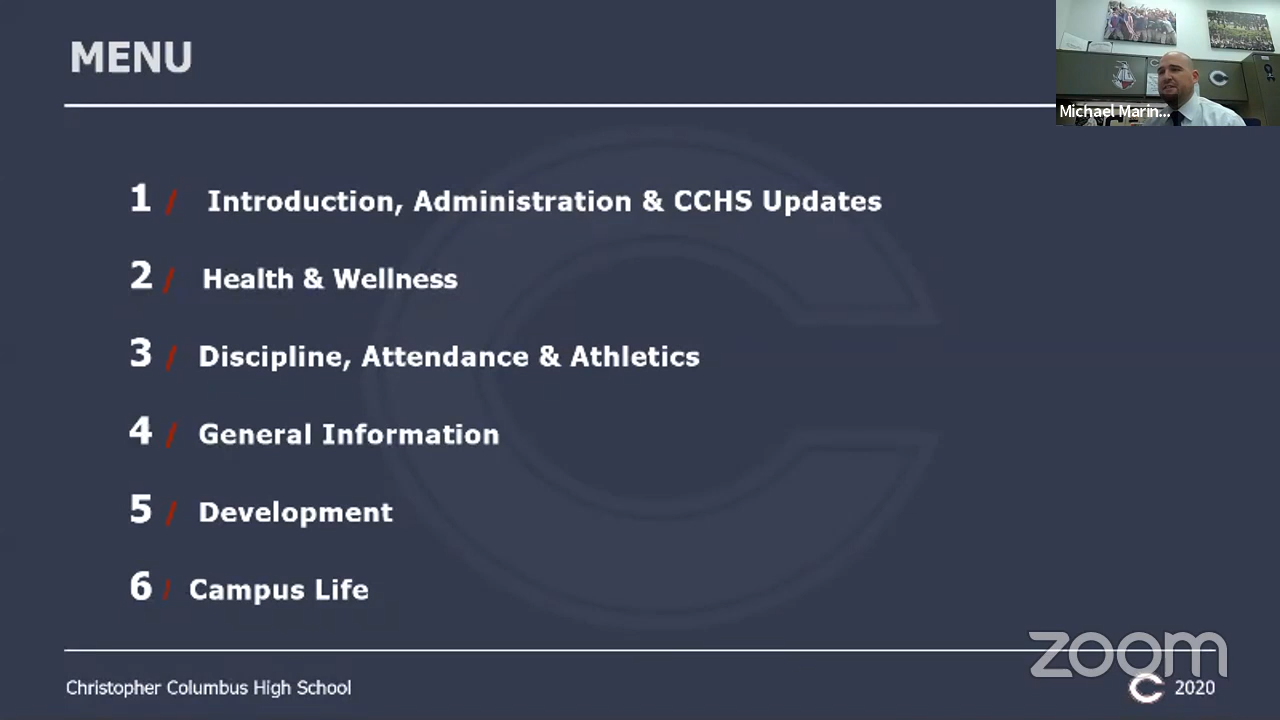 MENU
Michael Marin...
1 / Introduction, Administration & CCHS Updates
2 / Health & Wellness
3 / Discipline, Attendance & Athletics
4 / General Information
5 / Development
6 / Campus Life
zoom
Christopher Columbus High School
C 2020